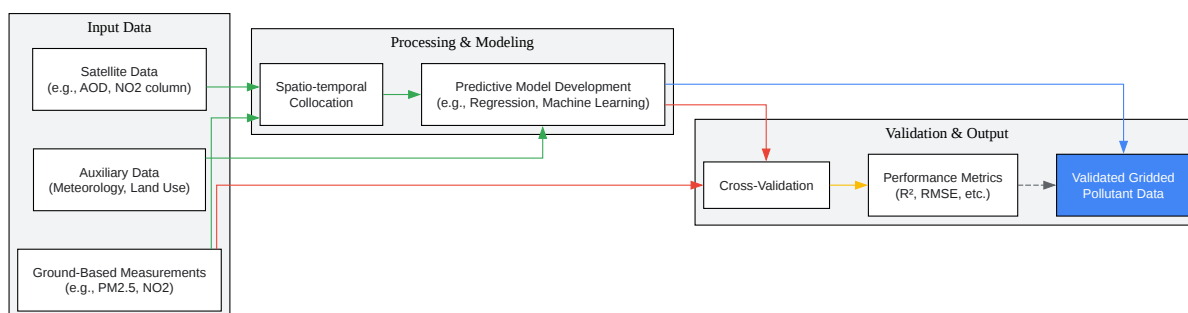 Input Data
Satellite Data
(e.g., AOD, NO2 column)
Auxiliary Data
(Meteorology, Land Use)
Ground-Based Measurements
(e.g., PM2.5, NO2)
Processing & Modeling
Spatio-temporal
Collocation
Predictive Model Development
(e.g., Regression, Machine Learning)
Validation & Output
Cross-Validation
Performance Metrics
(R², RMSE, etc.)
Validated Gridded
Pollutant Data